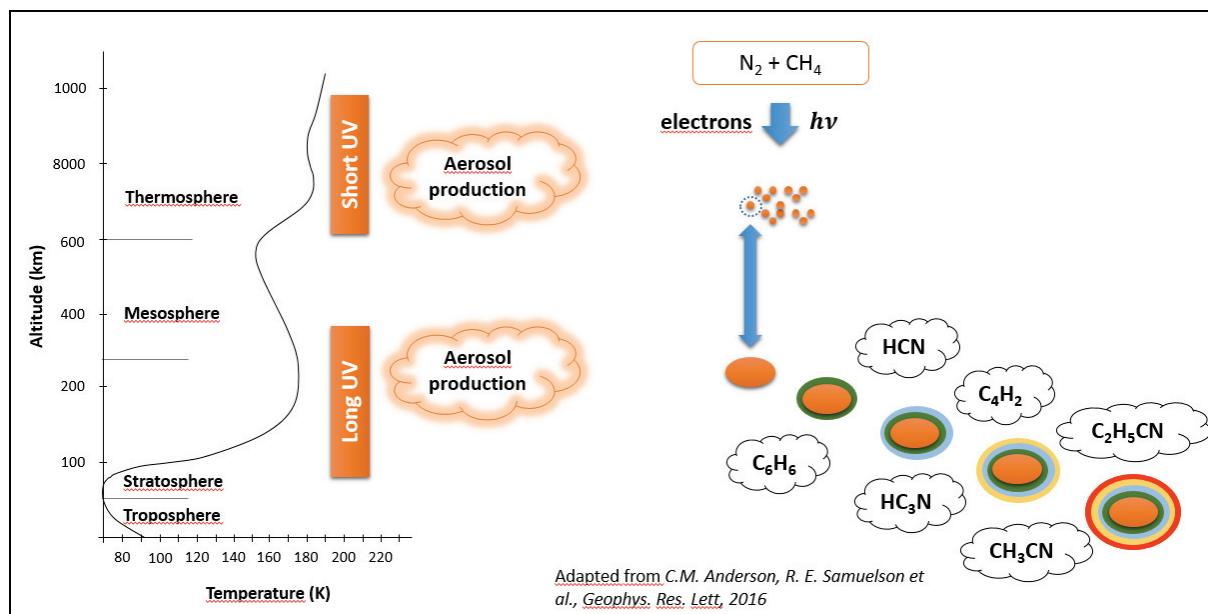 N₂ + CH₄
electrons
hν
Altitude (km)
1000
8000
600
400
200
100
Thermosphere
Mesosphere
Stratosphere
Troposphere
80 100 120 140 160 180 200 220
Temperature (K)
Short UV
Aerosol
production
Long UV
Aerosol
production
HCN
C₄H₂
C₂H₅CN
C₆H₆
HC₃N
CH₃CN
Adapted from C.M. Anderson, R. E. Samuelson et
al., Geophys. Res. Lett, 2016